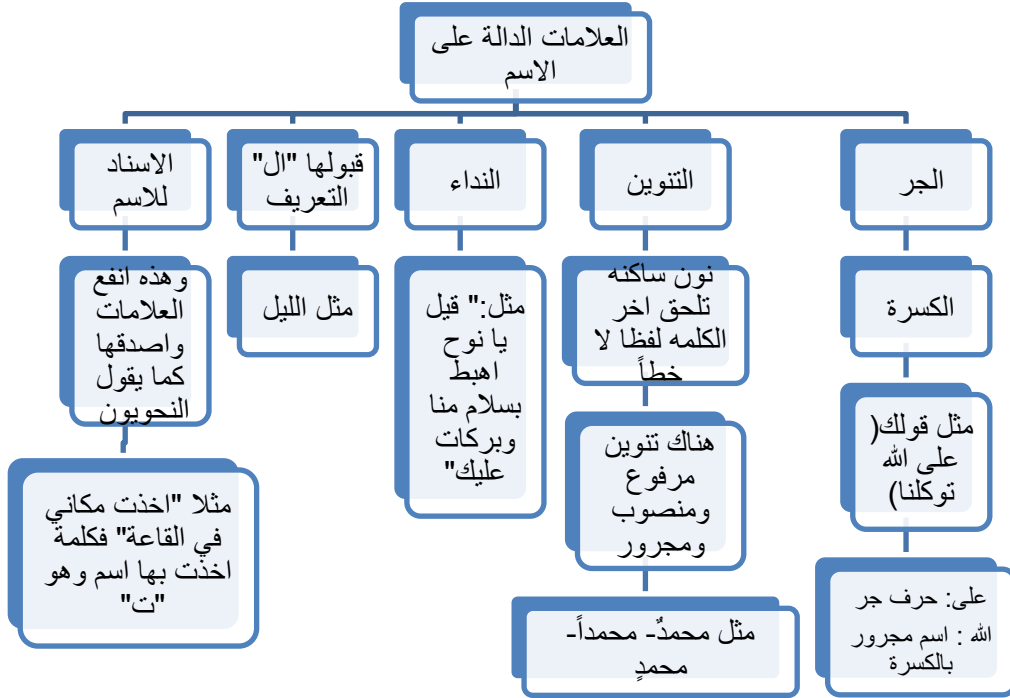 العلامات الدالة على
الاسم
الجر
التنوين
النداء
قبولها "ال"
التعريف
الاسناد
للاسم
الكسرة
نون ساكنه
تلحق اخر
الكلمه لفظا لا
خطاً
مثل:" قيل
يا نوح
اهبط
بسلام منا
وبركات
عليك"
مثل الليل
وهذه انفع
العلامات
واصدقها
كما يقول
النحويون
مثل قولك(
على الله
توكلنا)
هناك تنوين
مرفوع
ومنصوب
ومجرور
مثلا "اخذت مكاني
في القاعة" فكلمة
اخذت بها اسم وهو
"ت"
على: حرف جر
الله : اسم مجرور
بالكسرة
مثل محمدٌ- محمداً-
محمدٍ